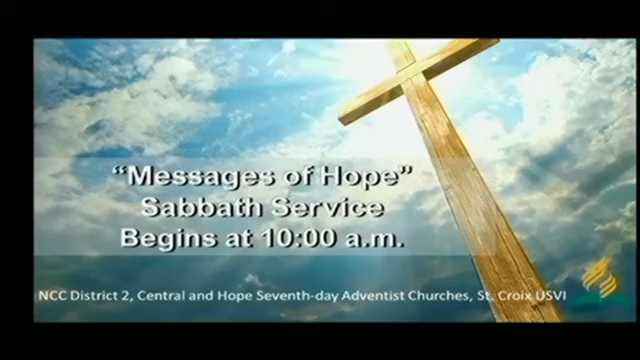 “Messages of Hope”
Sabbath Service
Begins at 10:00 a.m.
NCC District 2, Central and Hope Seventh-day Adventist Churches, St. Croix USVI